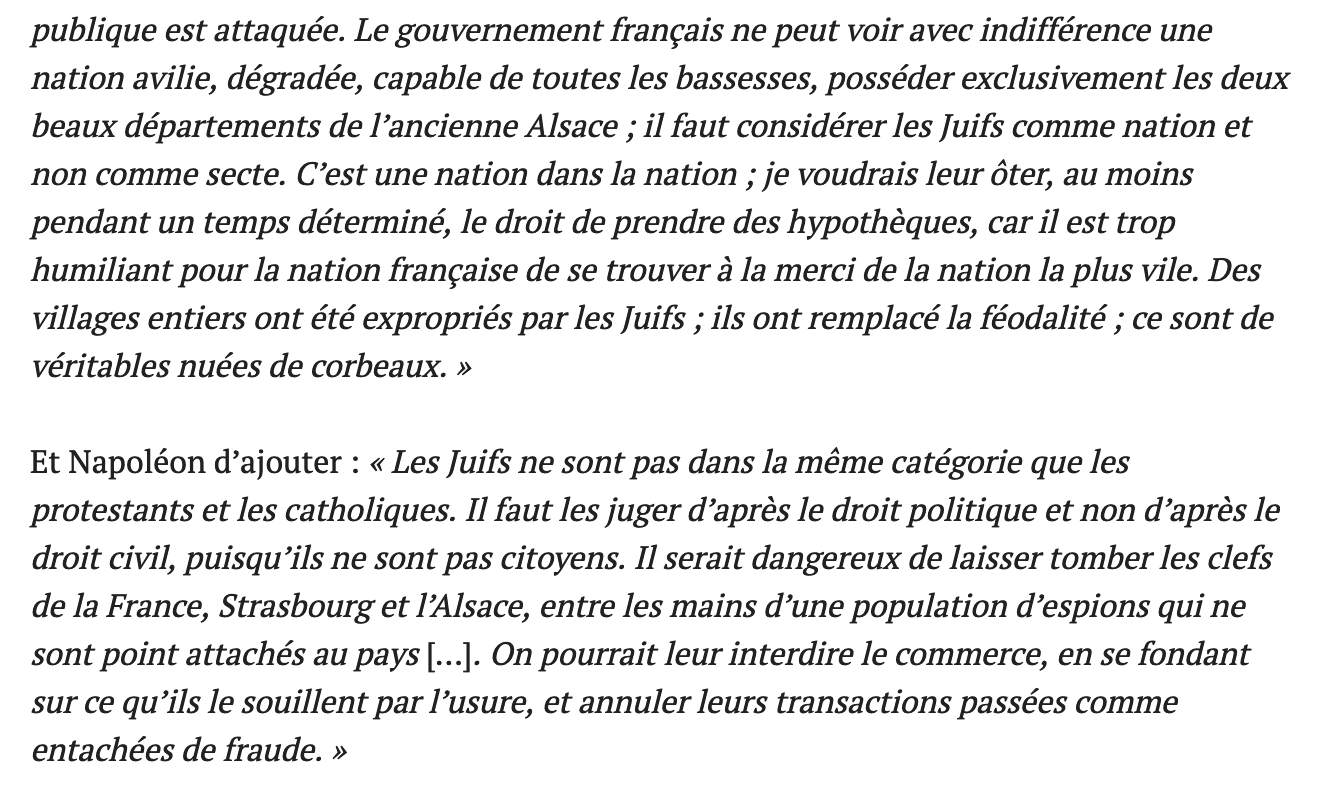 publique est attaquée. Le gouvernement français ne peut voir avec indifférence une
nation avilie, dégradée, capable de toutes les bassesses, posséder exclusivement les deux
beaux départements de l’ancienne Alsace ; il faut considérer les Juifs comme nation et
non comme secte. C’est une nation dans la nation ; je voudrais leur ôter, au moins
pendant un temps déterminé, le droit de prendre des hypothèques, car il est trop
humiliant pour la nation française de se trouver à la merci de la nation la plus vile. Des
villages entiers ont été expropriés par les Juifs ; ils ont remplacé la féodalité ; ce sont de
véritables nuées de corbeaux. »
Et Napoléon d’ajouter : « Les Juifs ne sont pas dans la même catégorie que les
protestants et les catholiques. Il faut les juger d’après le droit politique et non d’après le
droit civil, puisqu’ils ne sont pas citoyens. Il serait dangereux de laisser tomber les clefs
de la France, Strasbourg et l’Alsace, entre les mains d’une population d’espions qui ne
sont point attachés au pays […]. On pourrait leur interdire le commerce, en se fondant
sur ce qu’ils le souillent par l’usure, et annuler leurs transactions passées comme
entachées de fraude. »